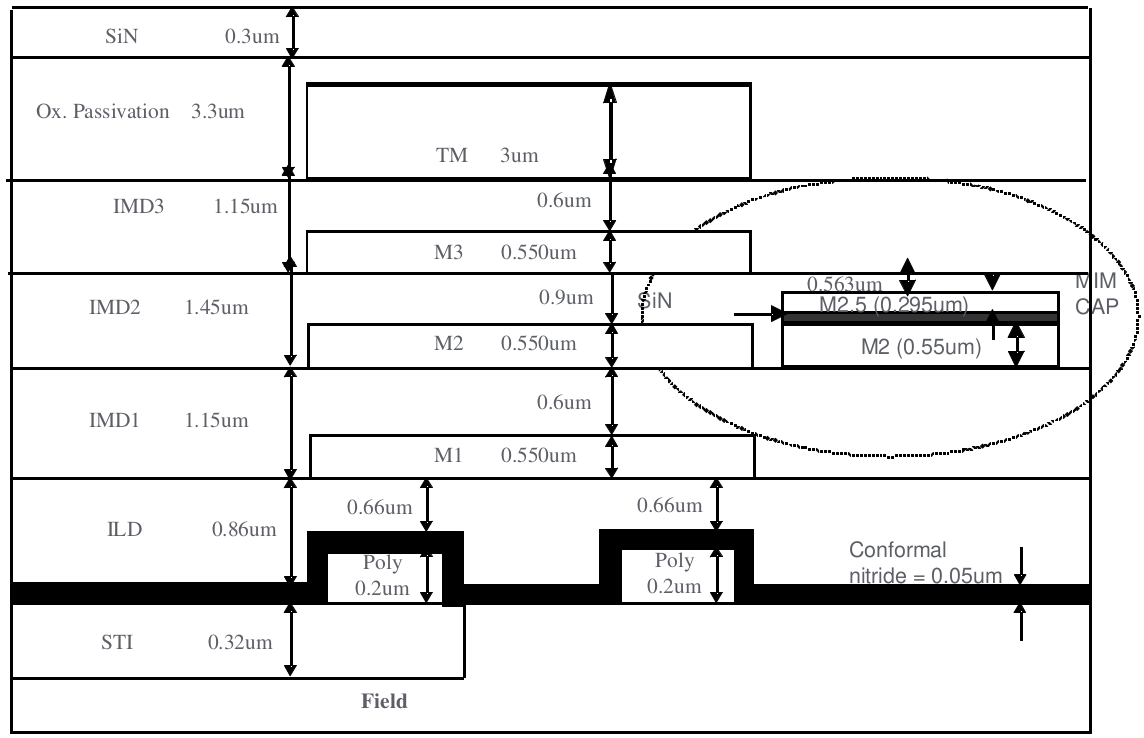 SiN 0.3um
Ox. Passivation 3.3um
TM 3um
IMD3 1.15um
0.6um
M3 0.550um
IMD2 1.45um
0.9um
M2 0.550um
SiN
0.563um
M2.5 (0.295um)
M2 (0.55um)
MIM
CAP
IMD1 1.15um
0.6um
M1 0.550um
ILD 0.86um
0.66um
0.66um
Poly
0.2um
Poly
0.2um
Conformal
nitride = 0.05um
STI 0.32um
Field